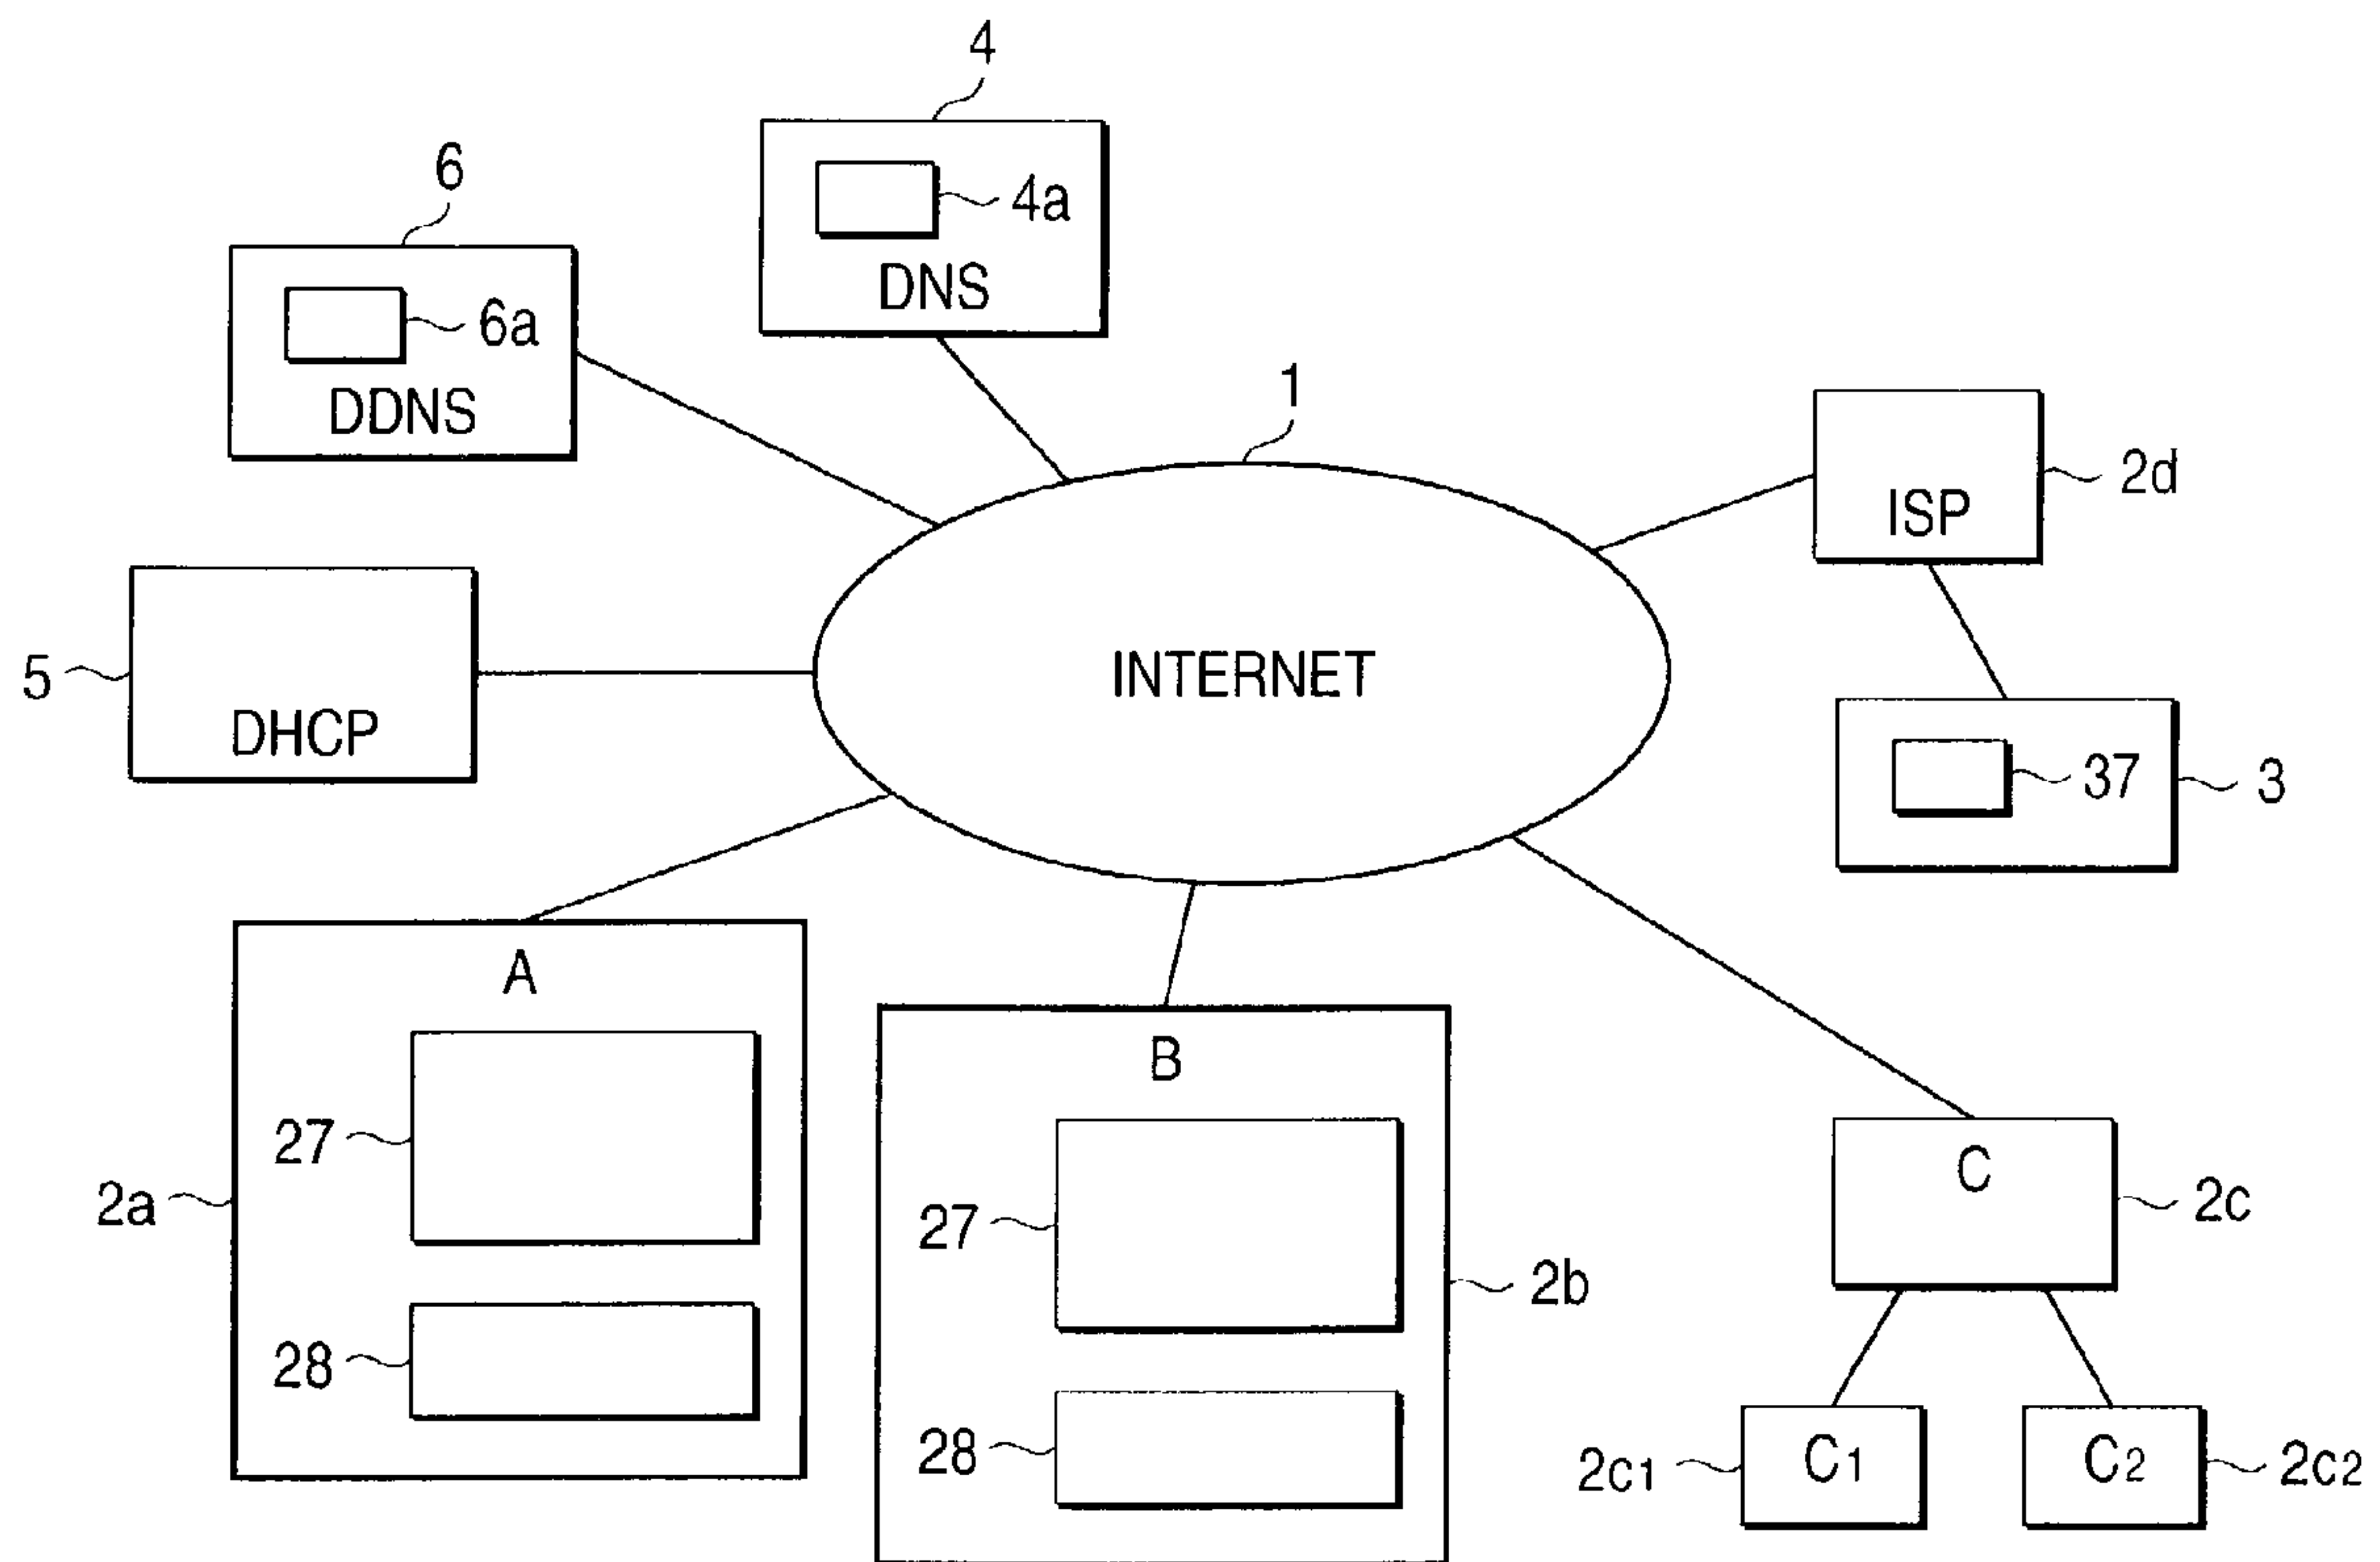 4
4a
DNS
6
6a
DDNS
1
INTERNET
2d
ISP
5
DHCP
37
3
A
27
2a
28
B
27
2b
28
C
2c
2c1
C1
C2
2c2